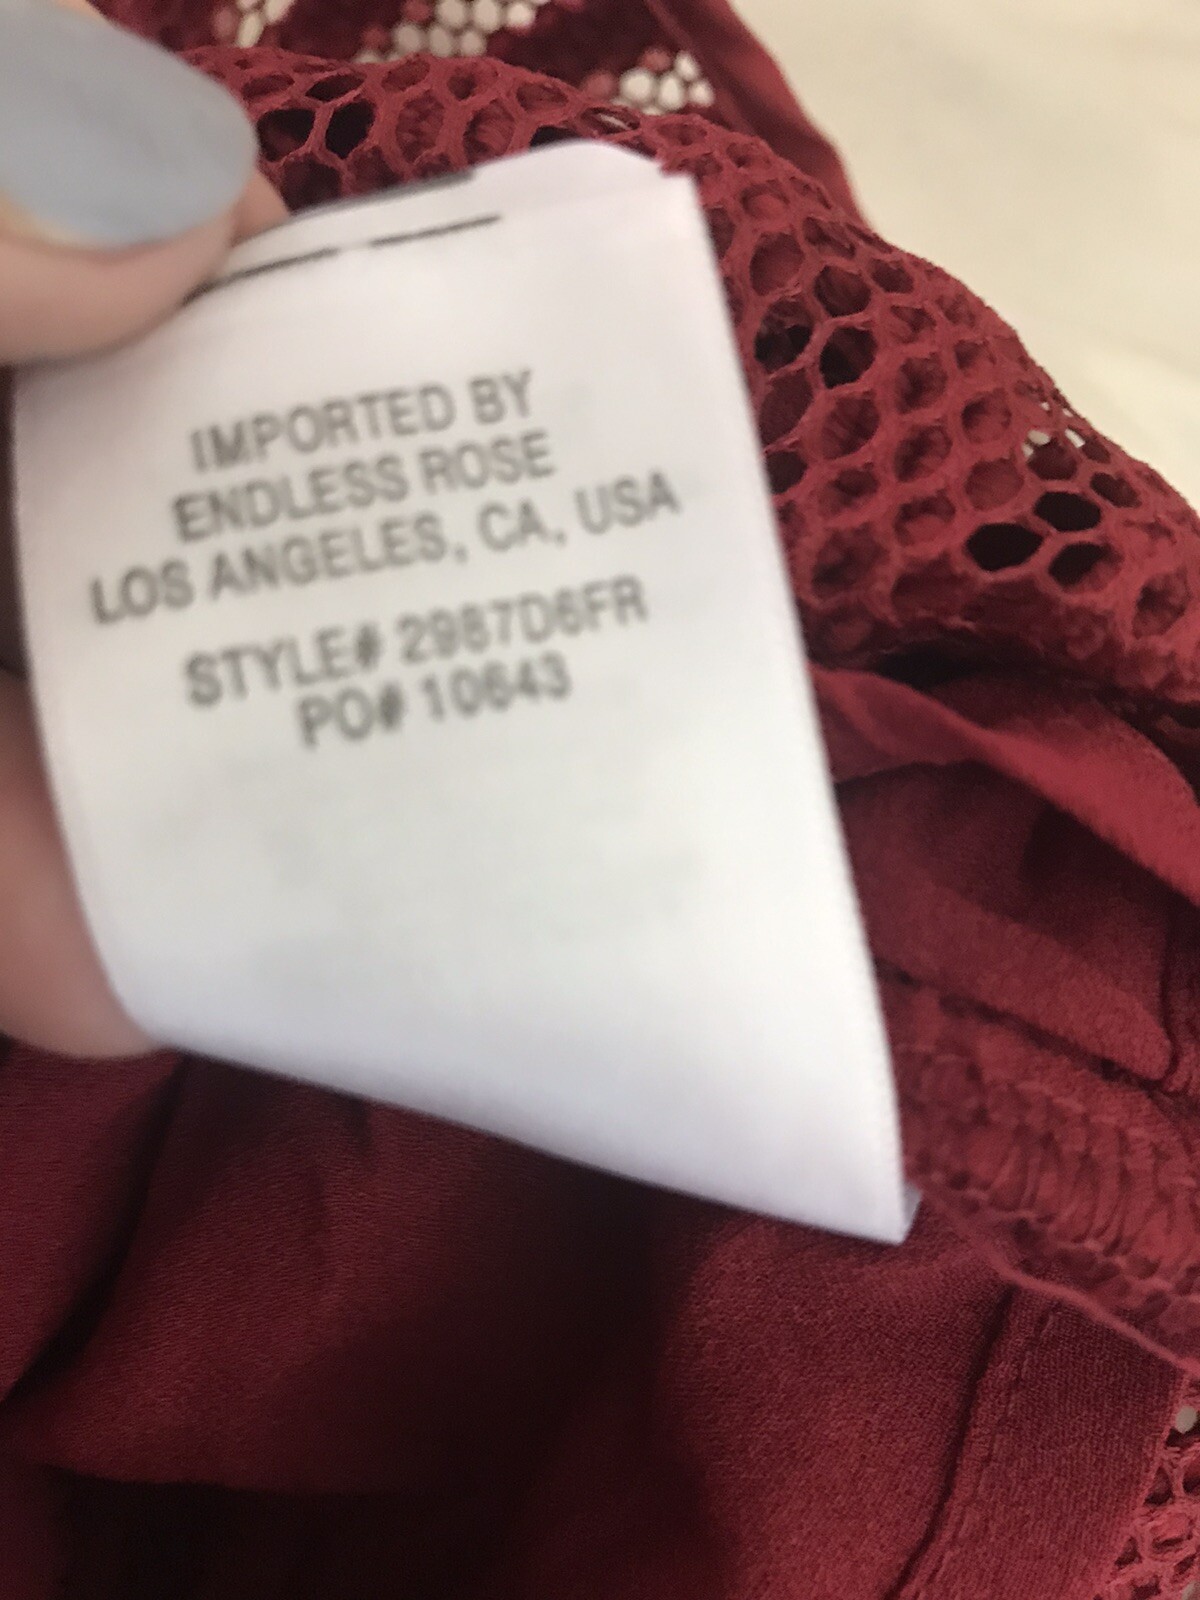 IMPORTED BY
ENDLESS ROSE
LOS ANGELES, CA, USA
STYLE# 2987D6FR
PO# 10643